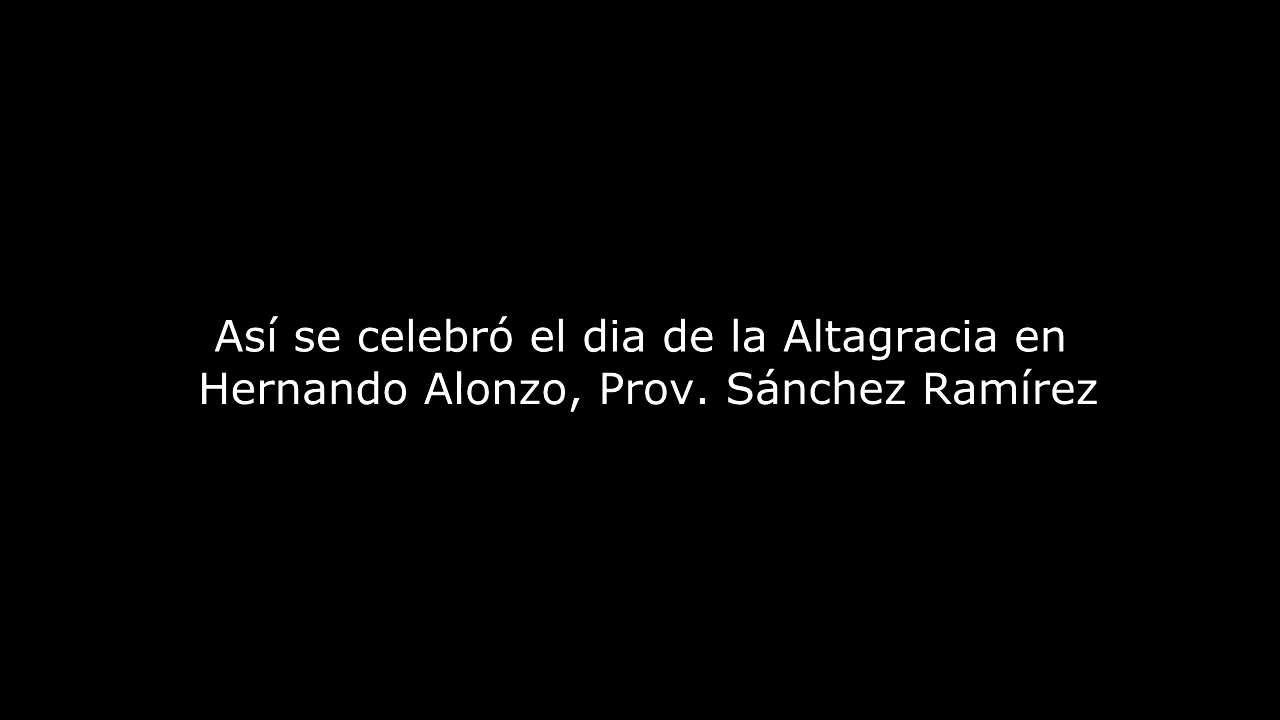 Así se celebró el dia de la Altagracia en
Hernando Alonzo, Prov. Sánchez Ramírez